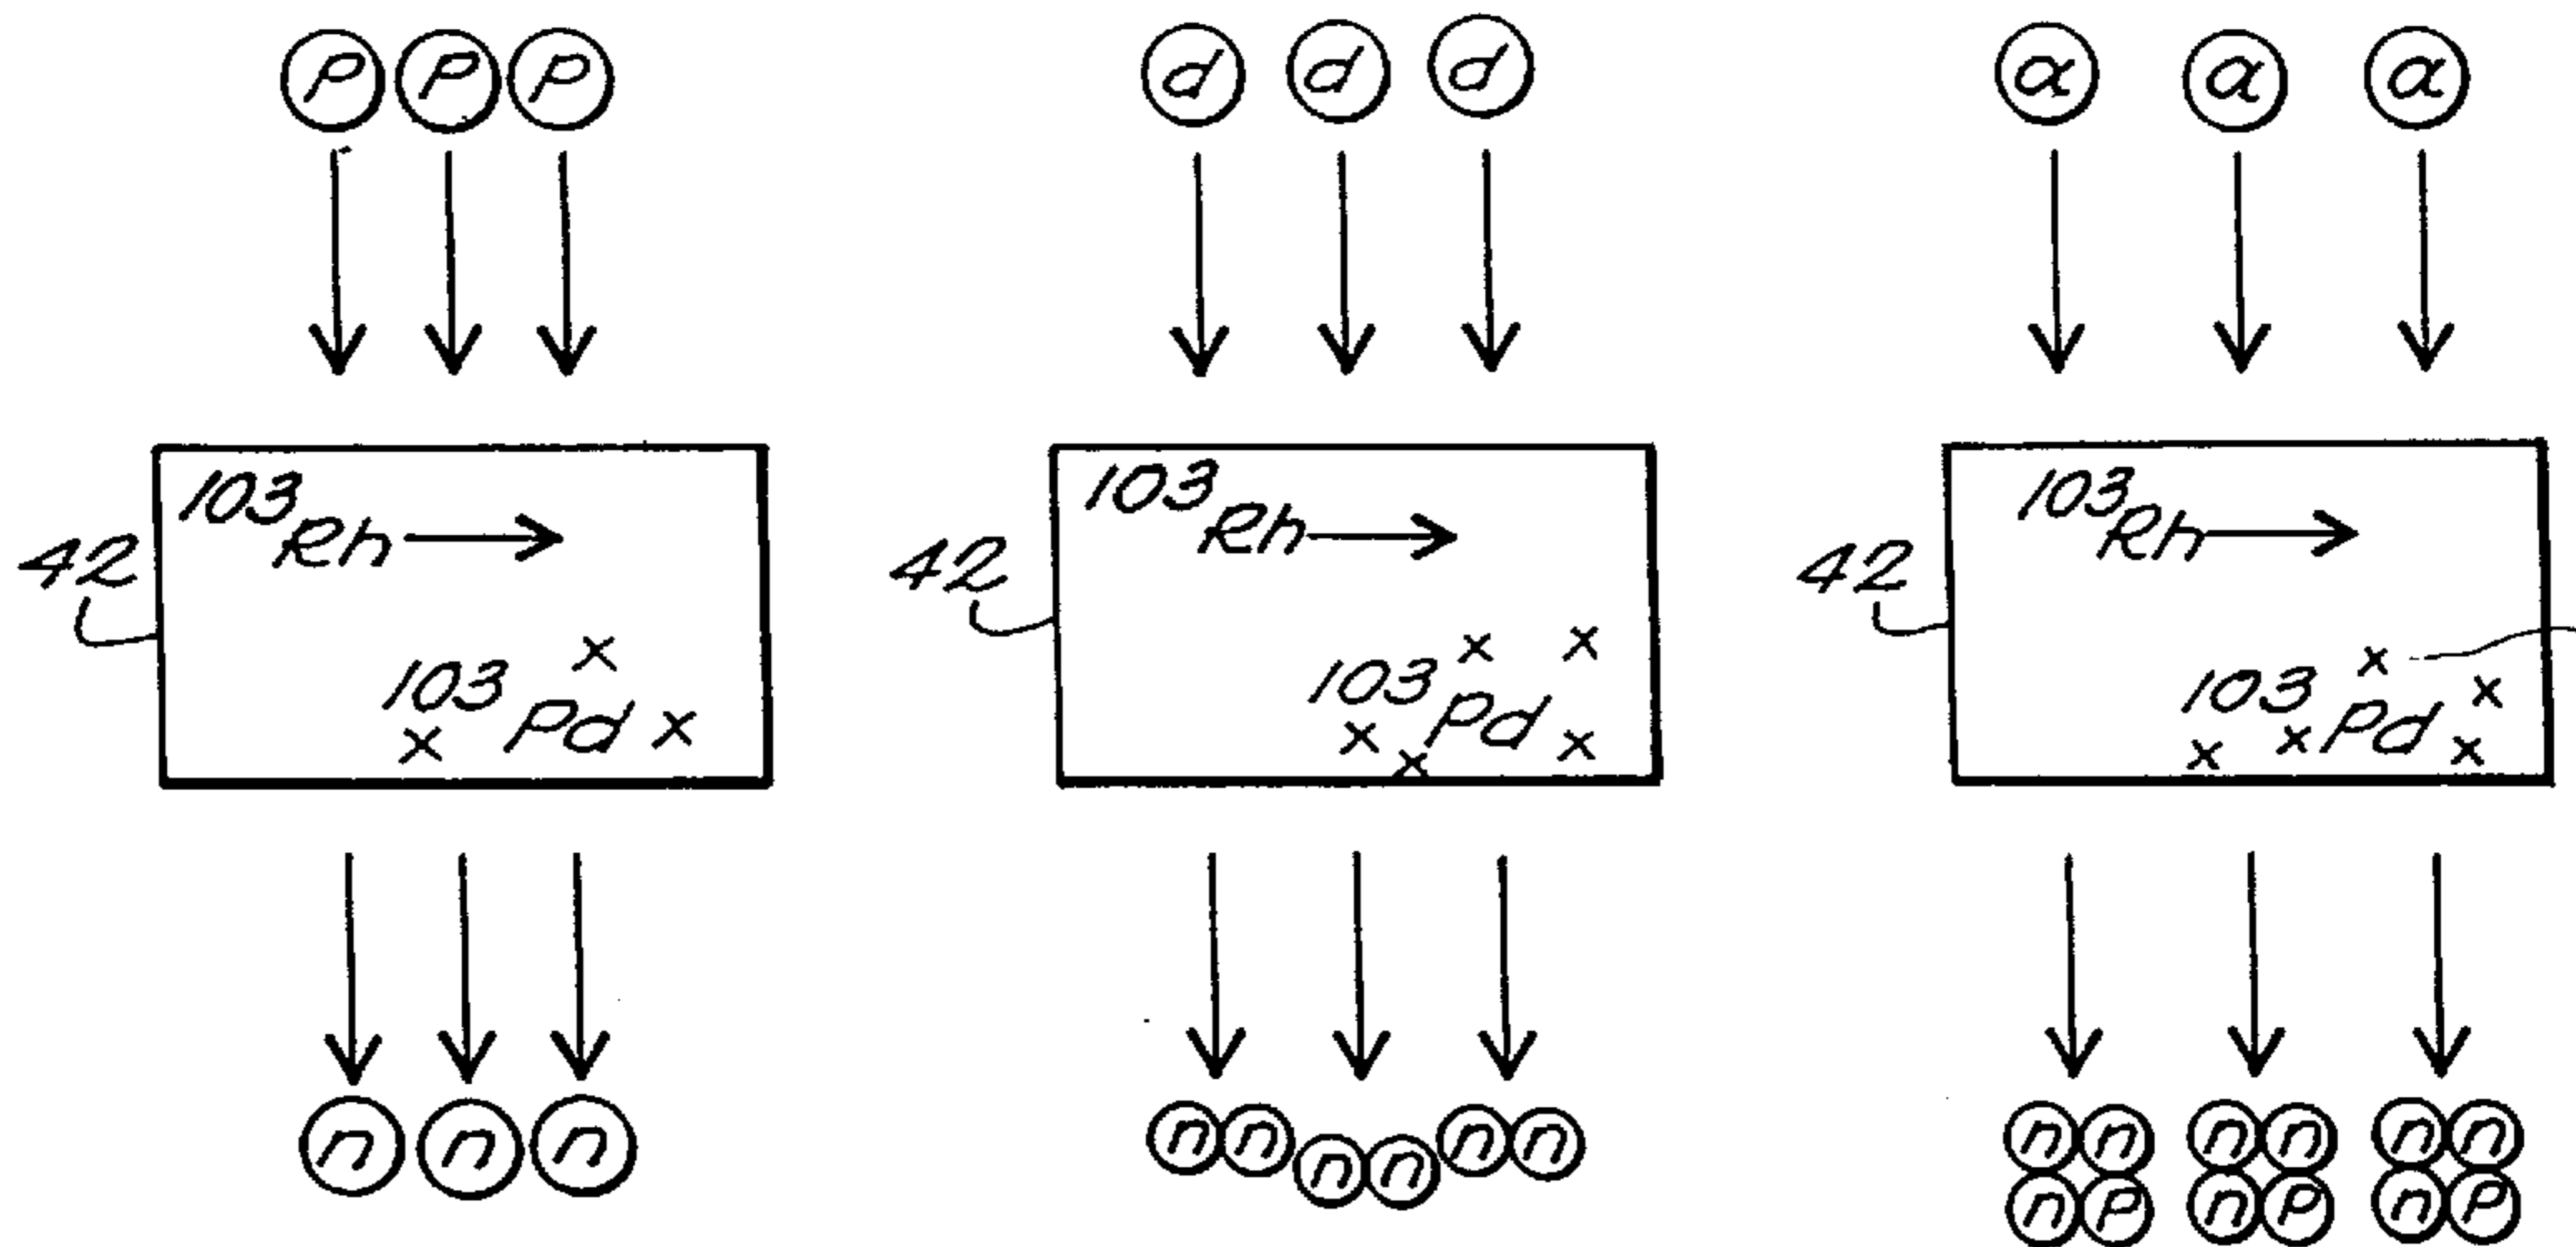 P P P d d d α α α
103Rh 103Rh 103Rh
42 42 42
103Pd 103Pd 103Pd
n n n n n n n n n n n n n n n
n P n P n P